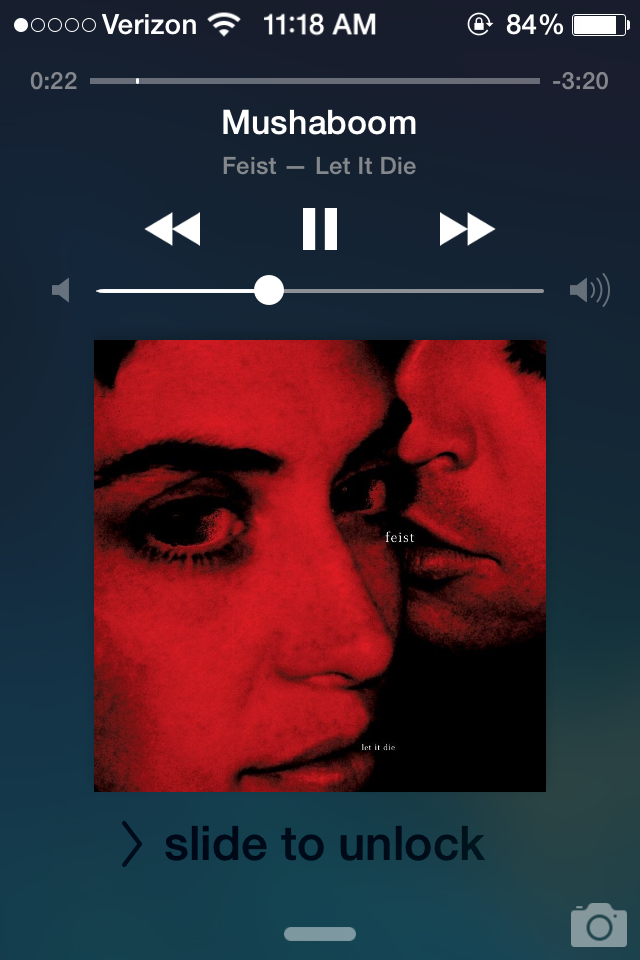 Verizon 11:18 AM 84%
0:22 -3:20
Mushaboom
Feist — Let It Die
feist
let it die
slide to unlock